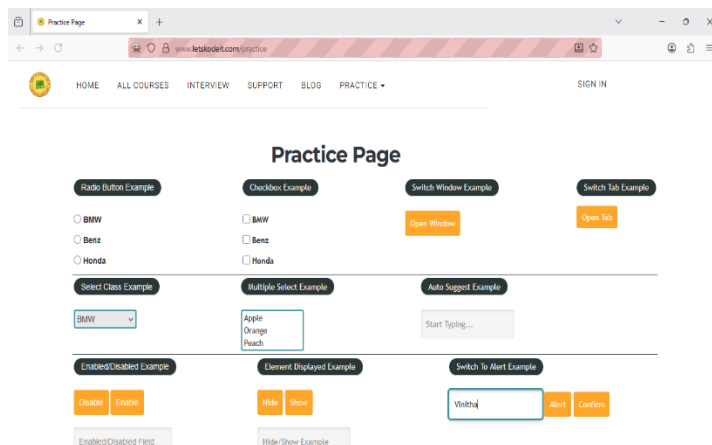 Practice Page
www.letskodeit.com/practice
HOME ALL COURSES INTERVIEW SUPPORT BLOG PRACTICE SIGN IN
Practice Page
Radio Button Example Checkbox Example Switch Window Example Switch Tab Example
BMW BMW Open Window Open Tab
Benz Benz
Honda Honda
Select Class Example Multiple Select Example Auto Suggest Example
BMW Apple Start Typing...
Orange
Peach
Enabled/Disabled Example Element Displayed Example Switch To Alert Example
Disable Enable Hide Show Vinitha Alert Confirm
Enabled/Disabled Field Hide/Show Example